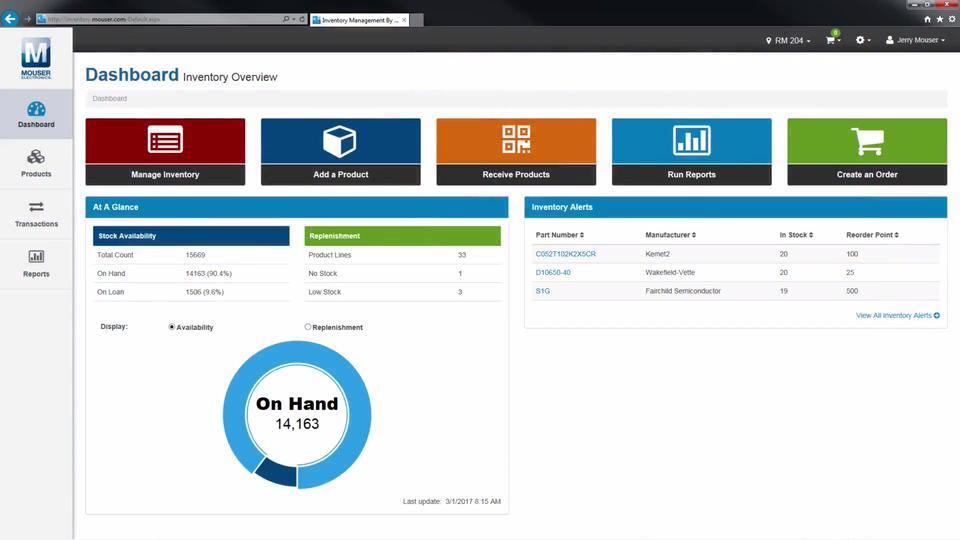 http://inventory.mouser.com/Default.aspx
Inventory Management By ...
M
MOUSER
ELECTRONICS
RM 204
0
Jerry Mouser
Dashboard Inventory Overview
Dashboard
Dashboard
Products
Transactions
Reports
Manage Inventory
Add a Product
Receive Products
Run Reports
Create an Order
At A Glance
Stock Availability
Total Count 15669
On Hand 14163 (90.4%)
On Loan 1506 (9.6%)
Replenishment
Product Lines 33
No Stock 1
Low Stock 3
Display: Availability Replenishment
On Hand
14,163
Last update: 3/1/2017 8:15 AM
Inventory Alerts
Part Number Manufacturer In Stock Reorder Point
C052T102K2X5CR Kemet2 20 100
D10650-40 Wakefield-Vette 20 25
S1G Fairchild Semiconductor 19 500
View All Inventory Alerts